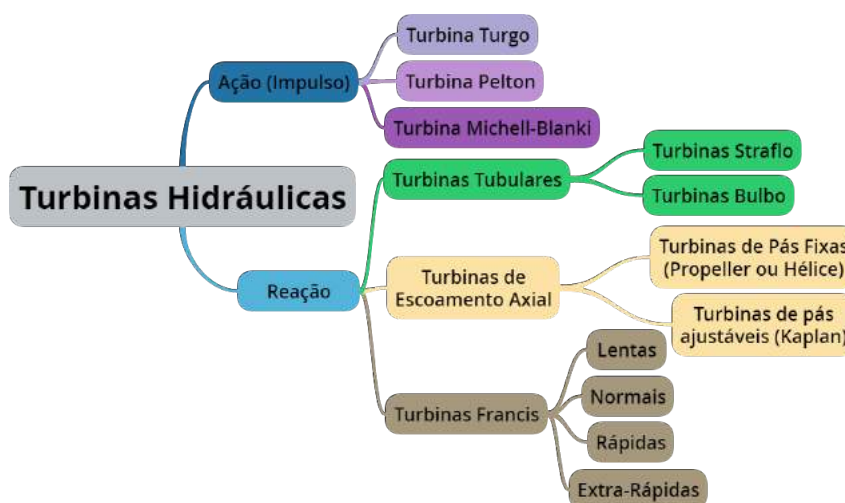 Turbinas Hidráulicas
Ação (Impulso)
Turbina Turgo
Turbina Pelton
Turbina Michell-Blanki
Reação
Turbinas Tubulares
Turbinas Straflo
Turbinas Bulbo
Turbinas de
Escoamento Axial
Turbinas de Pás Fixas
(Propeller ou Hélice)
Turbinas de pás
ajustáveis (Kaplan)
Turbinas Francis
Lentas
Normais
Rápidas
Extra-Rápidas